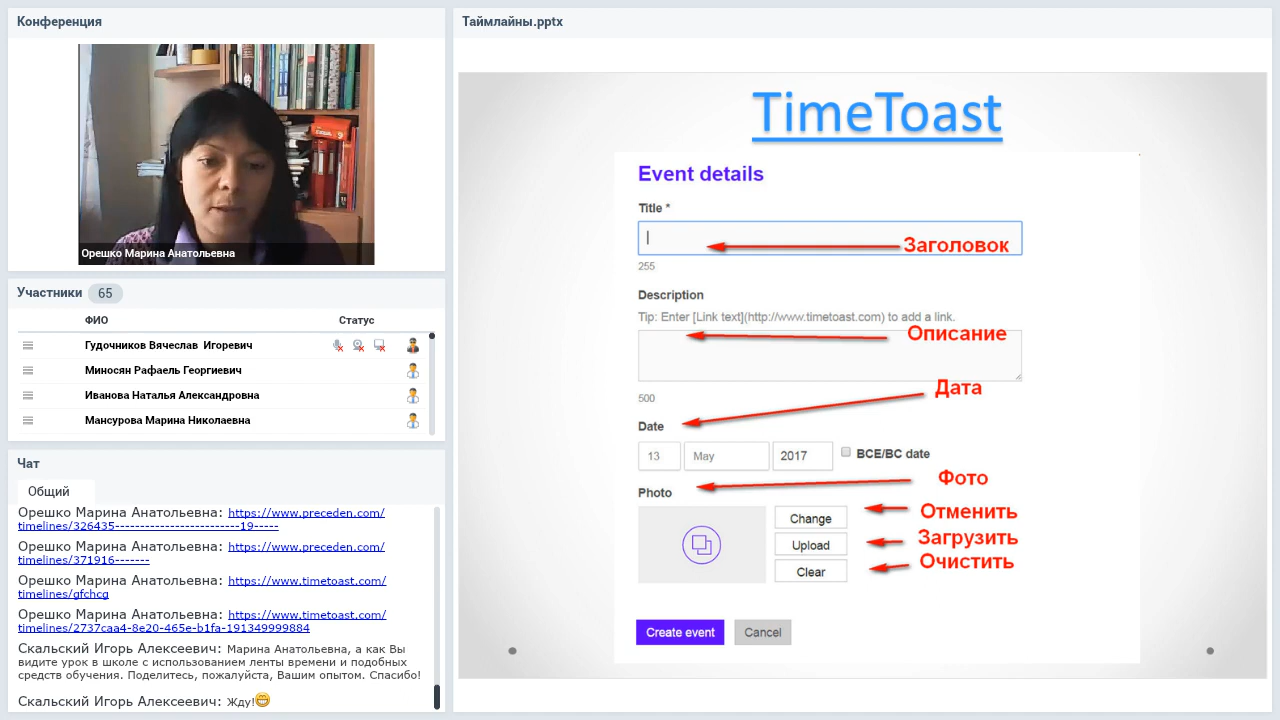 Конференция
Орешко Марина Анатольевна
Участники 65
ФИО Статус
Гудочников Вячеслав Игоревич
Миносян Рафаель Георгиевич
Иванова Наталья Александровна
Мансурова Марина Николаевна
Чат
Общий
Орешко Марина Анатольевна: https://www.preceden.com/
timelines/326435-------------------------19-----
Орешко Марина Анатольевна: https://www.preceden.com/
timelines/371916-------
Орешко Марина Анатольевна: https://www.timetoast.com/
timelines/gfchcg
Орешко Марина Анатольевна: https://www.timetoast.com/
timelines/2737caa4-8e20-465e-b1fa-191349999884
Скальский Игорь Алексеевич: Марина Анатольевна, а как Вы
видите урок в школе с использованием ленты времени и подобных
средств обучения. Поделитесь, пожалуйста, Вашим опытом. Спасибо!
Скальский Игорь Алексеевич: Жду!
Таймлайны.pptx
TimeToast
Event details
Title *
Заголовок
255
Description
Tip: Enter [Link text](http://www.timetoast.com) to add a link.
Описание
500
Дата
Date
13 May 2017 BCE/BC date
Фото
Photo
Change Отменить
Upload Загрузить
Clear Очистить
Create event Cancel